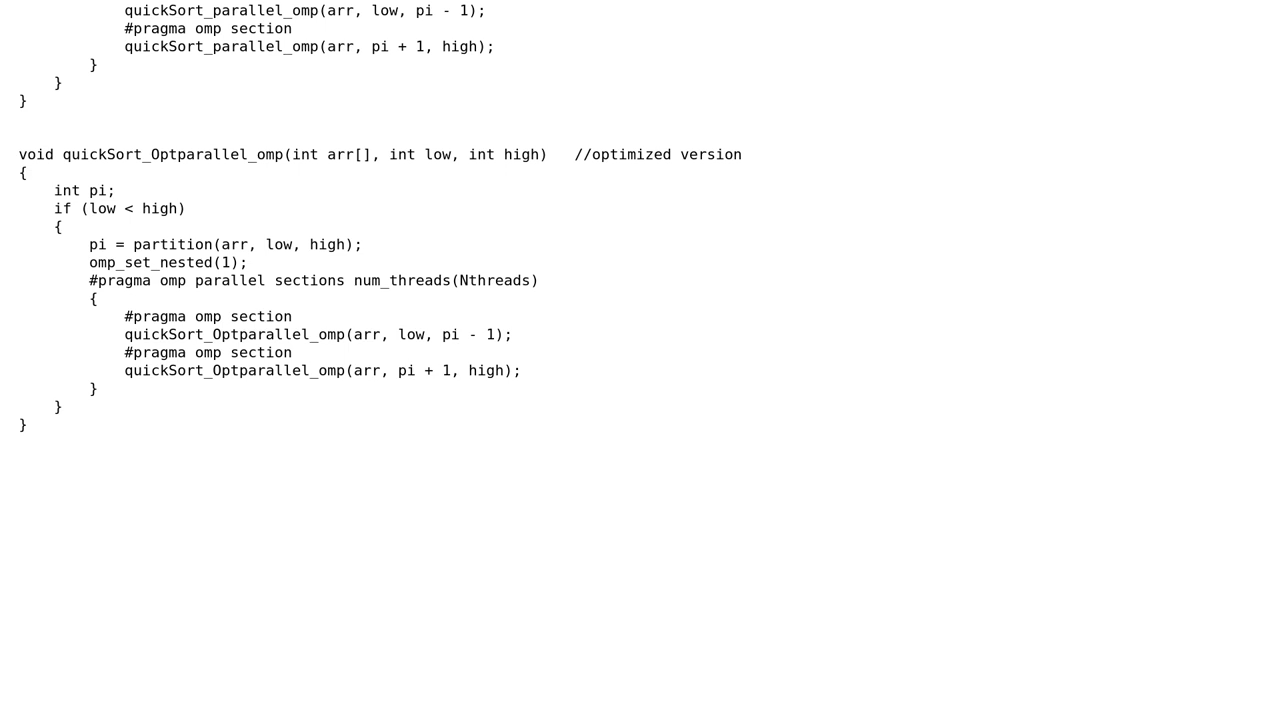 quickSort_parallel_omp(arr, low, pi - 1);
            #pragma omp section
            quickSort_parallel_omp(arr, pi + 1, high);
        }
    }
}
void quickSort_Optparallel_omp(int arr[], int low, int high)   //optimized version
{
    int pi;
    if (low < high)
    {
        pi = partition(arr, low, high);
        omp_set_nested(1);
        #pragma omp parallel sections num_threads(Nthreads)
        {
            #pragma omp section
            quickSort_Optparallel_omp(arr, low, pi - 1);
            #pragma omp section
            quickSort_Optparallel_omp(arr, pi + 1, high);
        }
    }
}